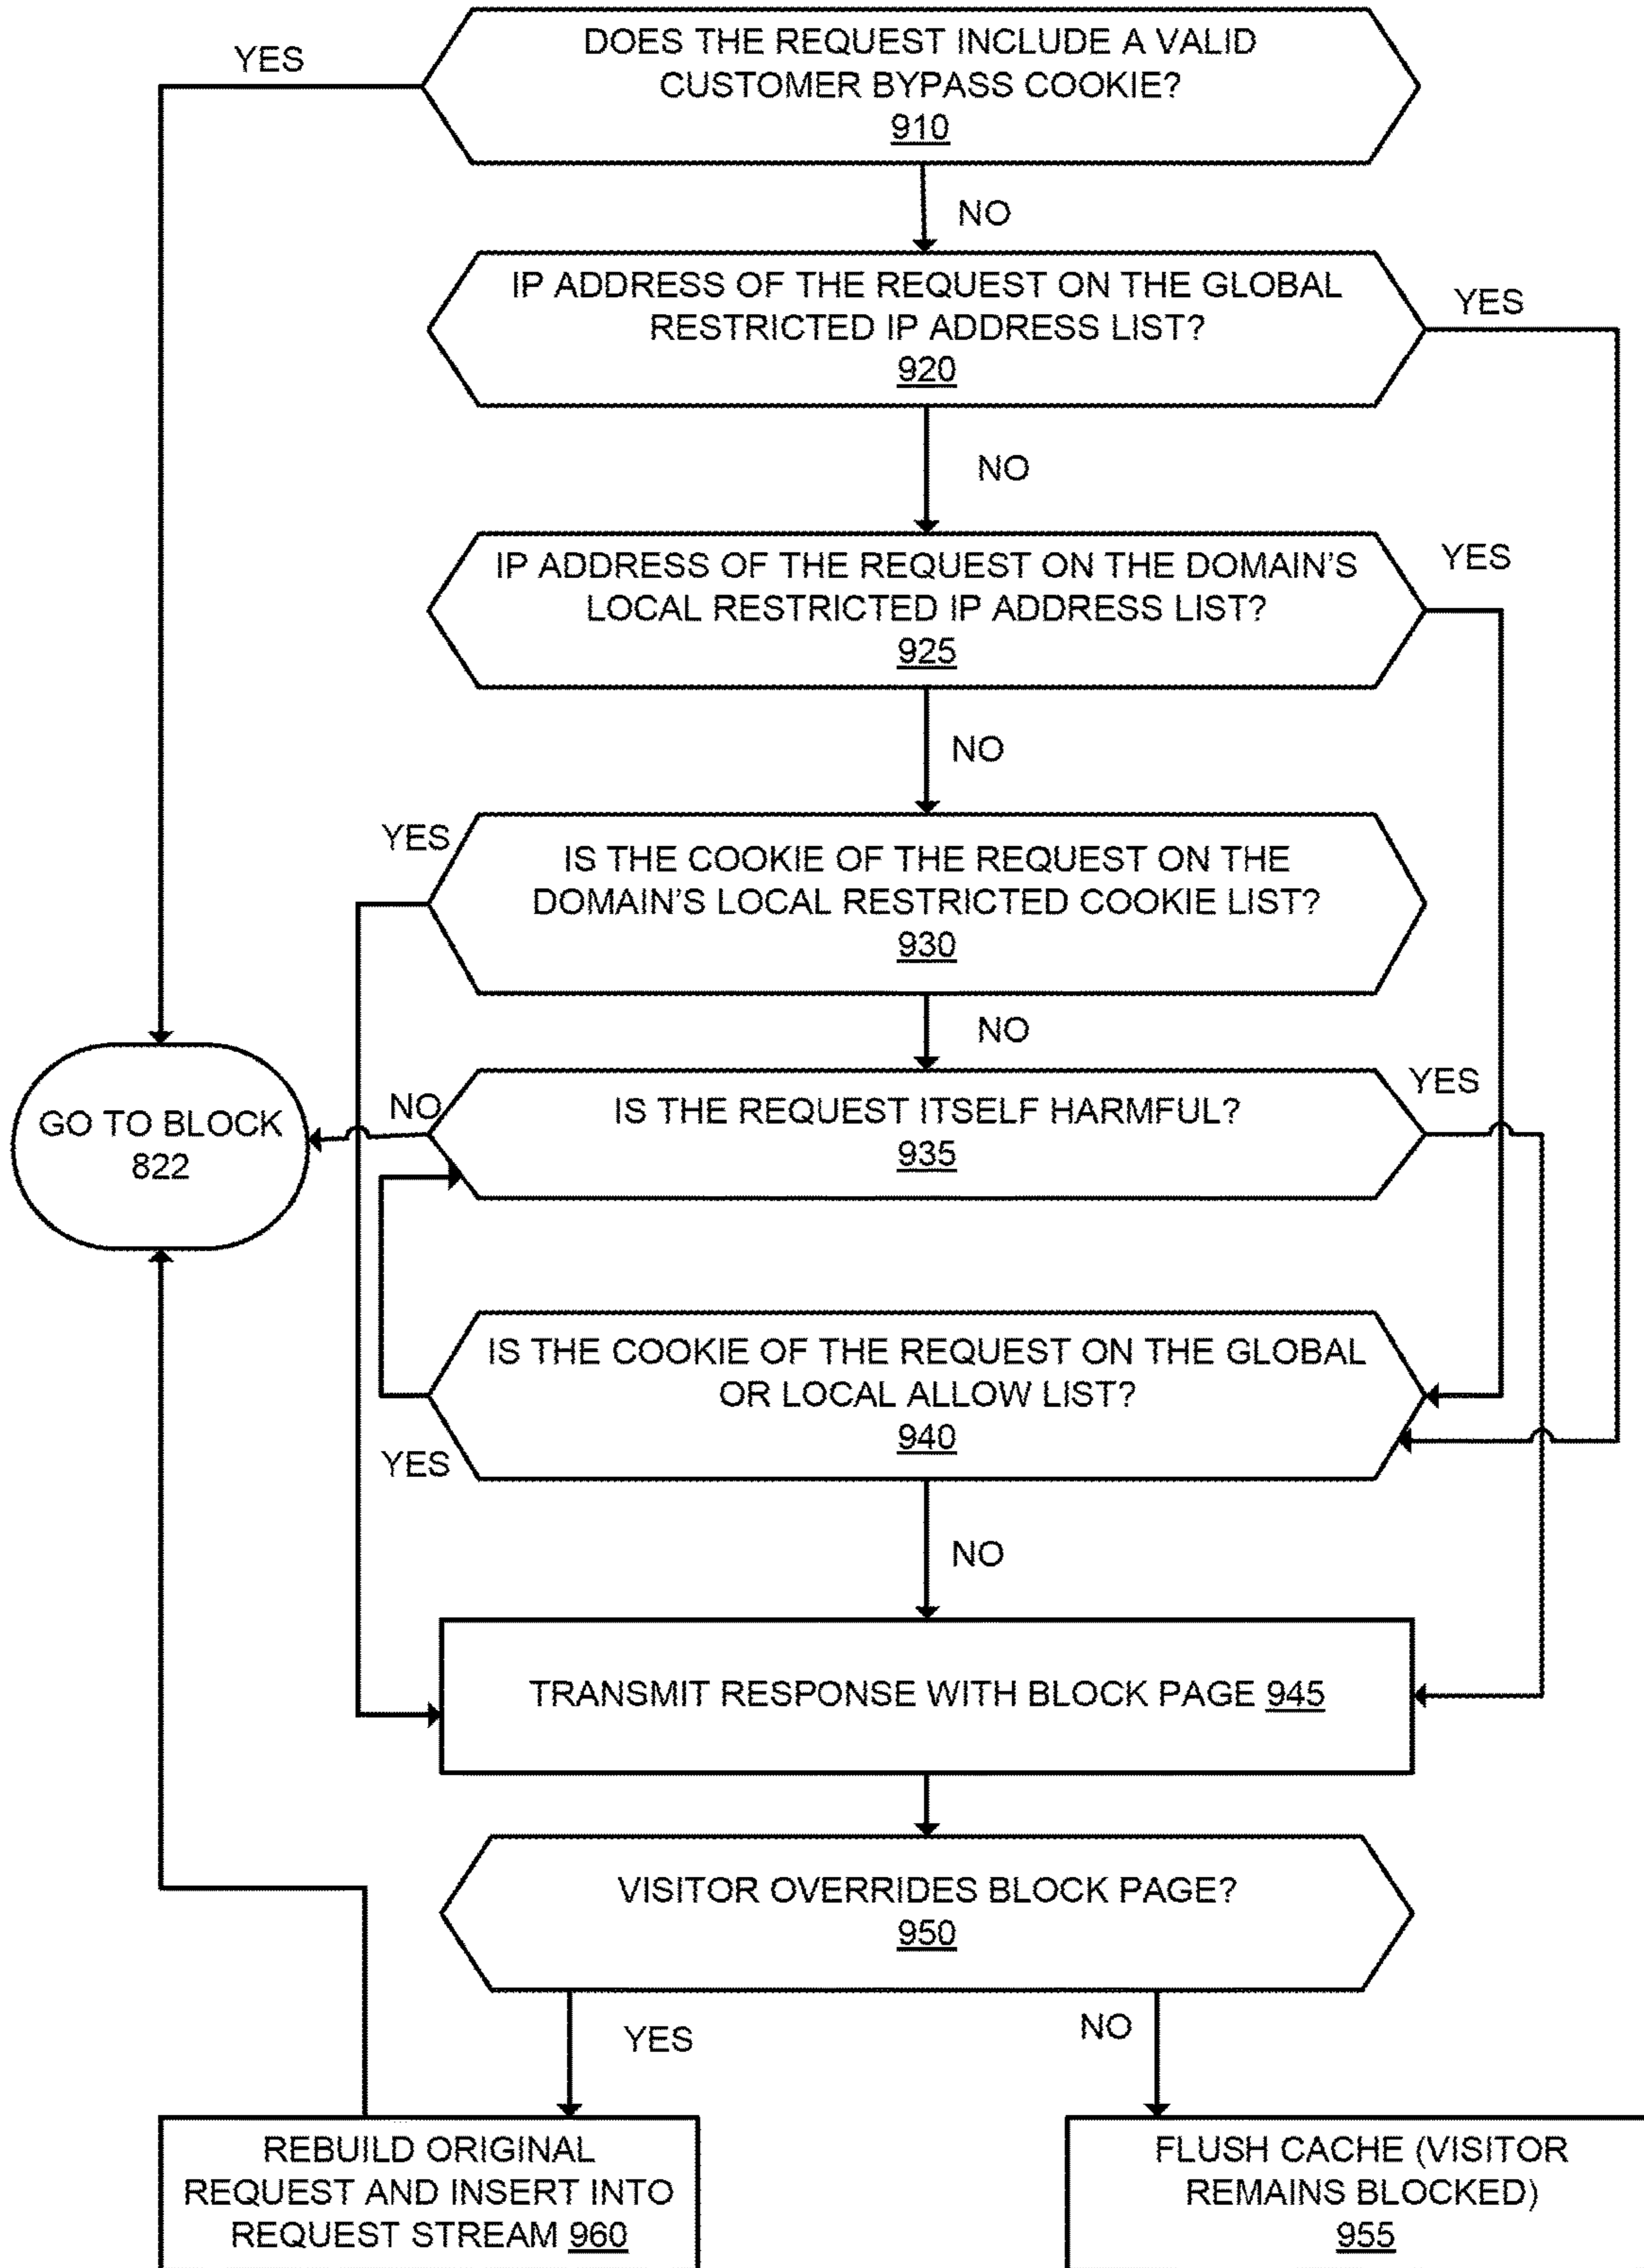 YES
DOES THE REQUEST INCLUDE A VALID
CUSTOMER BYPASS COOKIE?
910
NO
IP ADDRESS OF THE REQUEST ON THE GLOBAL
RESTRICTED IP ADDRESS LIST?
920
YES
NO
IP ADDRESS OF THE REQUEST ON THE DOMAIN'S
LOCAL RESTRICTED IP ADDRESS LIST?
925
YES
NO
YES
IS THE COOKIE OF THE REQUEST ON THE
DOMAIN'S LOCAL RESTRICTED COOKIE LIST?
930
NO
GO TO BLOCK
822
NO
IS THE REQUEST ITSELF HARMFUL?
935
YES
IS THE COOKIE OF THE REQUEST ON THE GLOBAL
OR LOCAL ALLOW LIST?
940
YES
NO
TRANSMIT RESPONSE WITH BLOCK PAGE 945
VISITOR OVERRIDES BLOCK PAGE?
950
YES
NO
REBUILD ORIGINAL
REQUEST AND INSERT INTO
REQUEST STREAM 960
FLUSH CACHE (VISITOR
REMAINS BLOCKED)
955